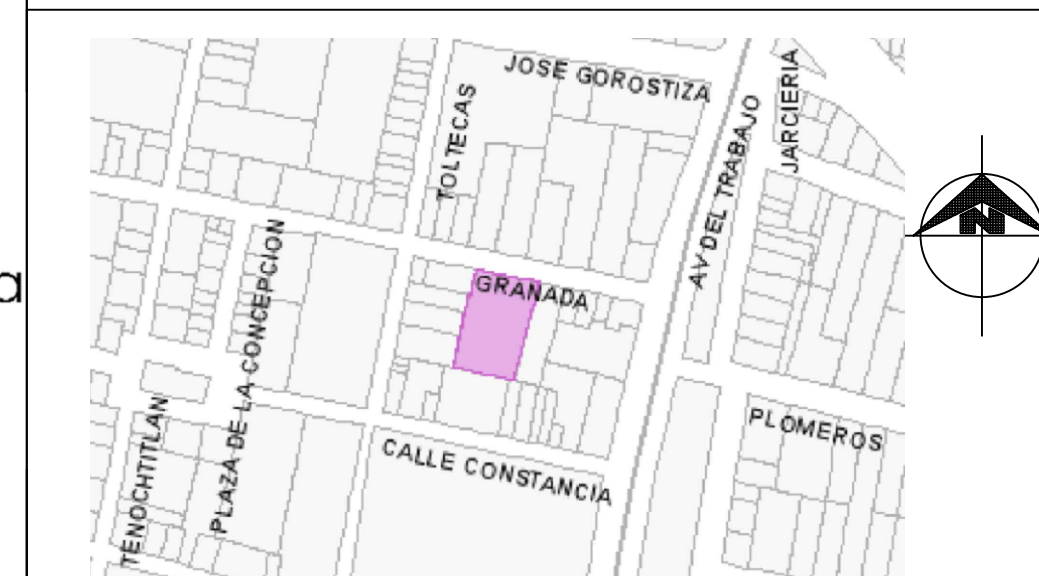 JOSE GOROSTIZA
TOLTECAS
AV DEL TRABAJO
JARCIERIA
N
a
PLAZA DE LA CONCEPCION
GRANADA
TENOCHTITLAN
CALLE CONSTANCIA
PLOMEROS